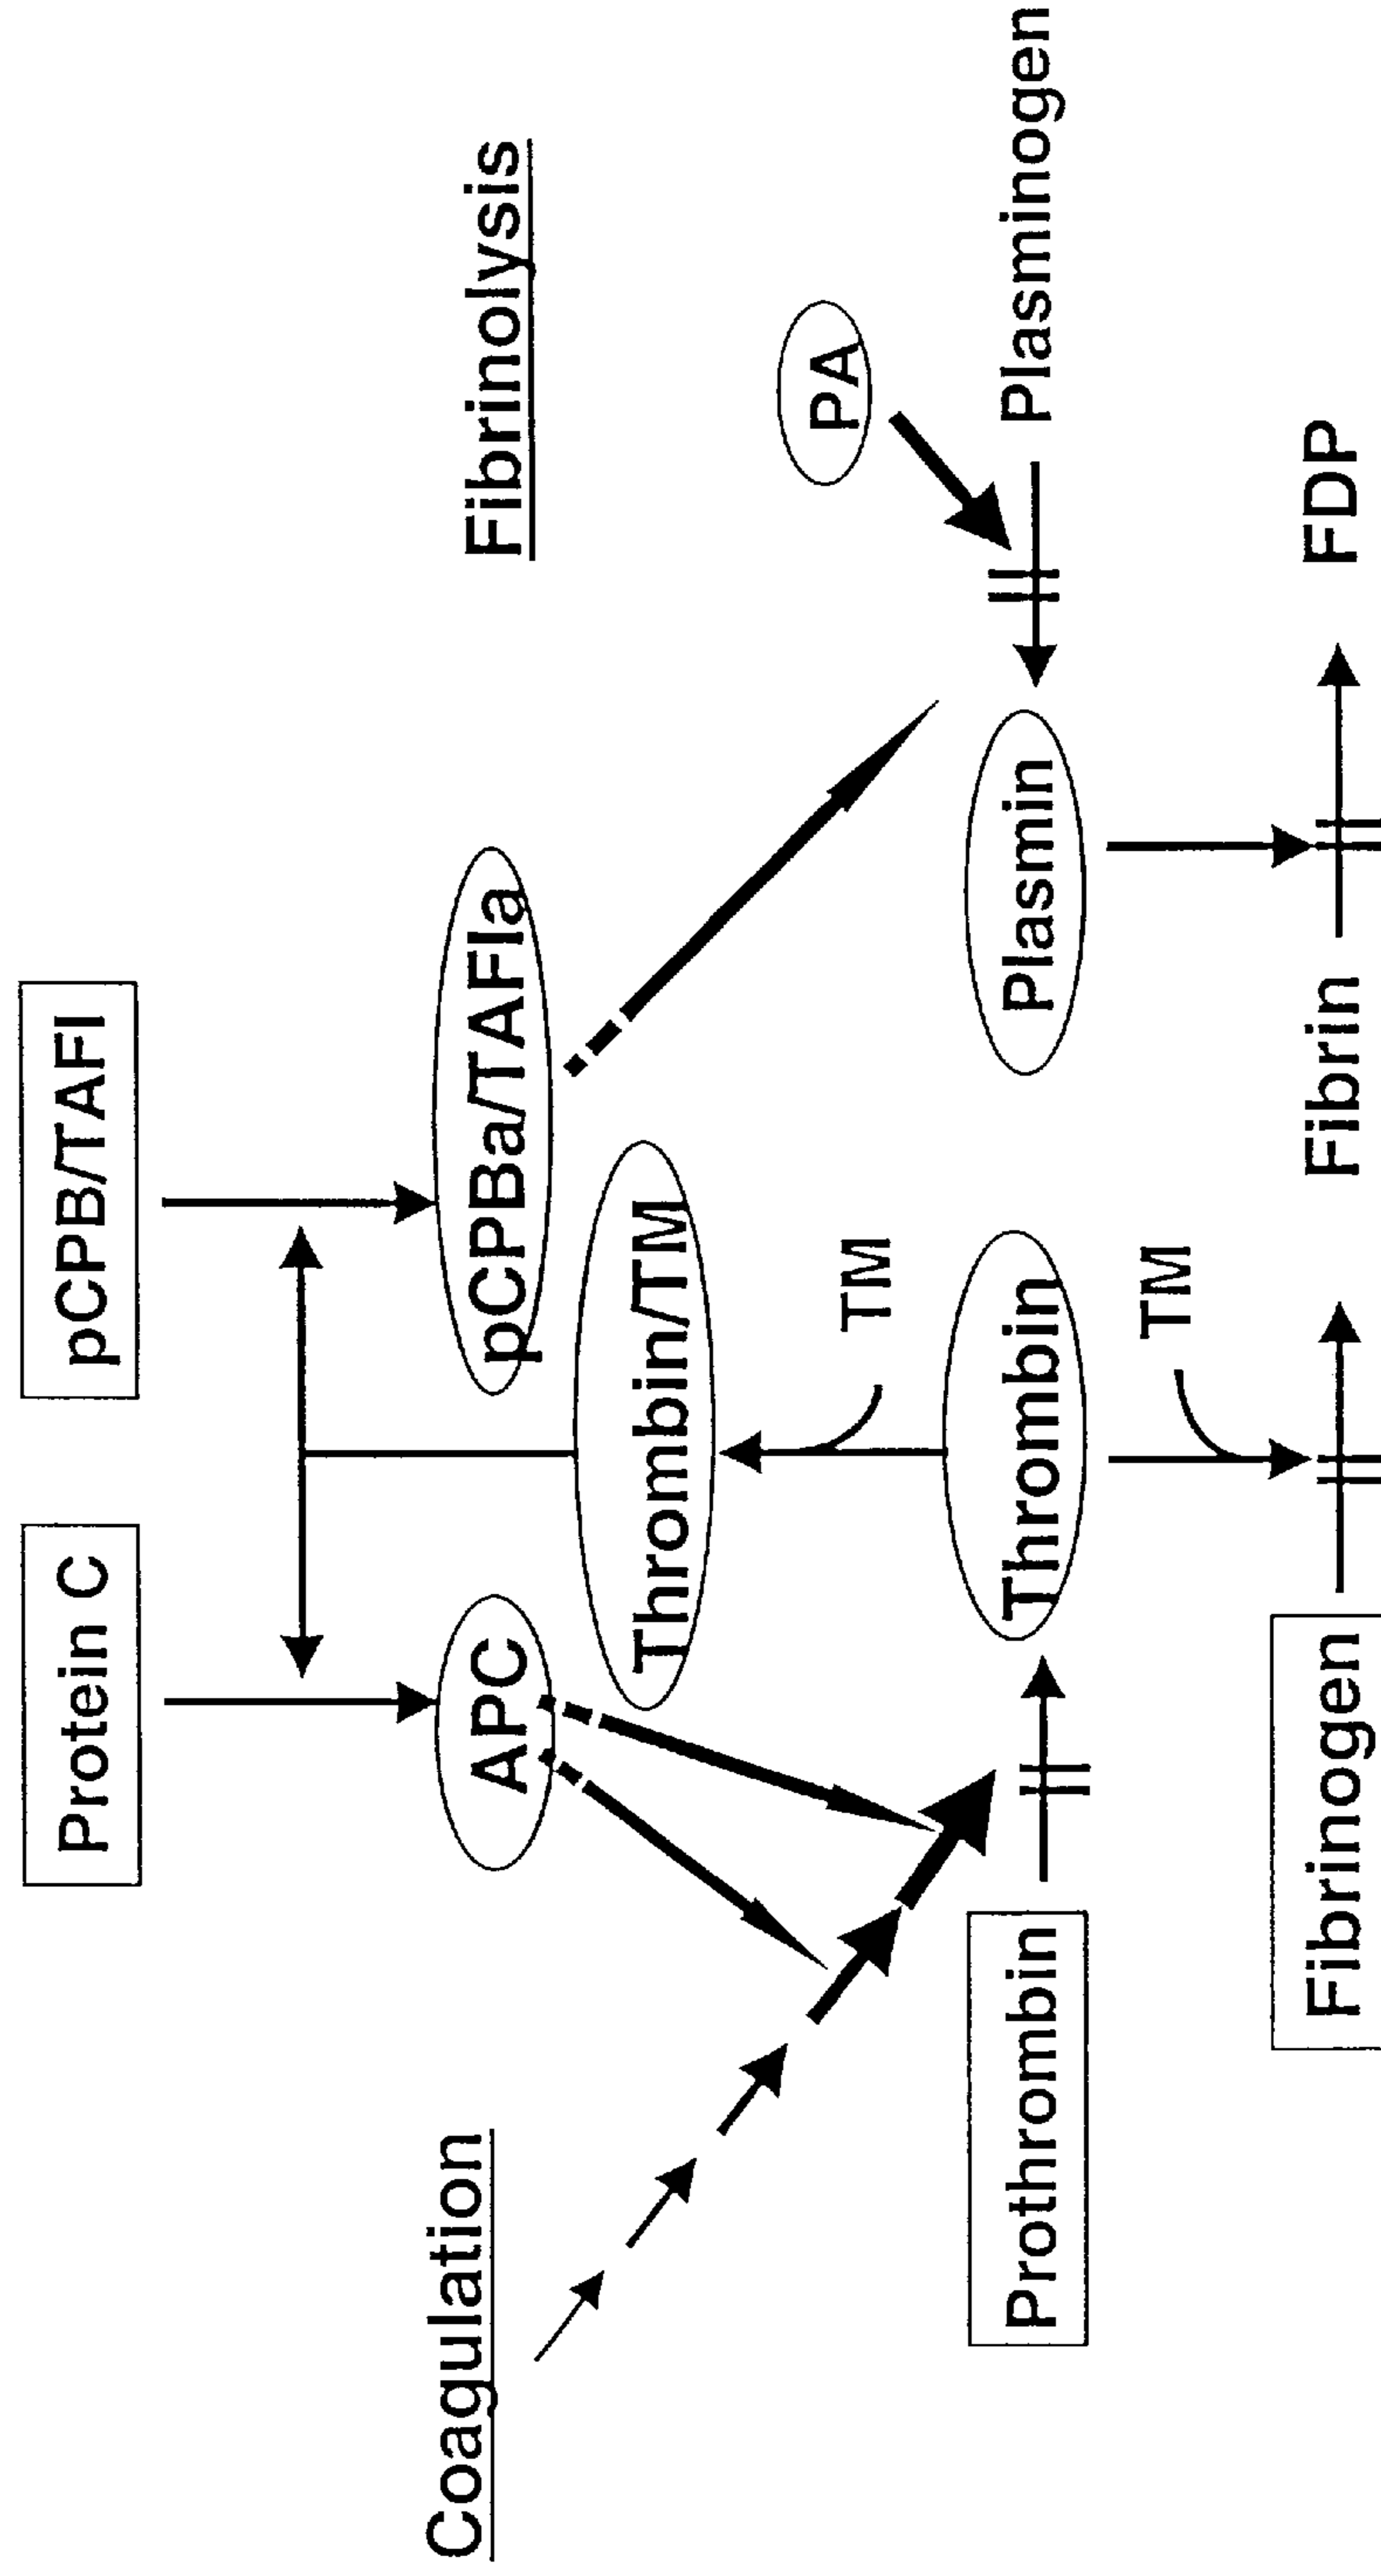 Protein C
pCPB/TAFI
Coagulation
APC
pCPBa/TAFIa
Fibrinolysis
Thrombin/TM
TM
PA
Prothrombin
Thrombin
Plasmin
Plasminogen
TM
Fibrinogen
Fibrin
FDP